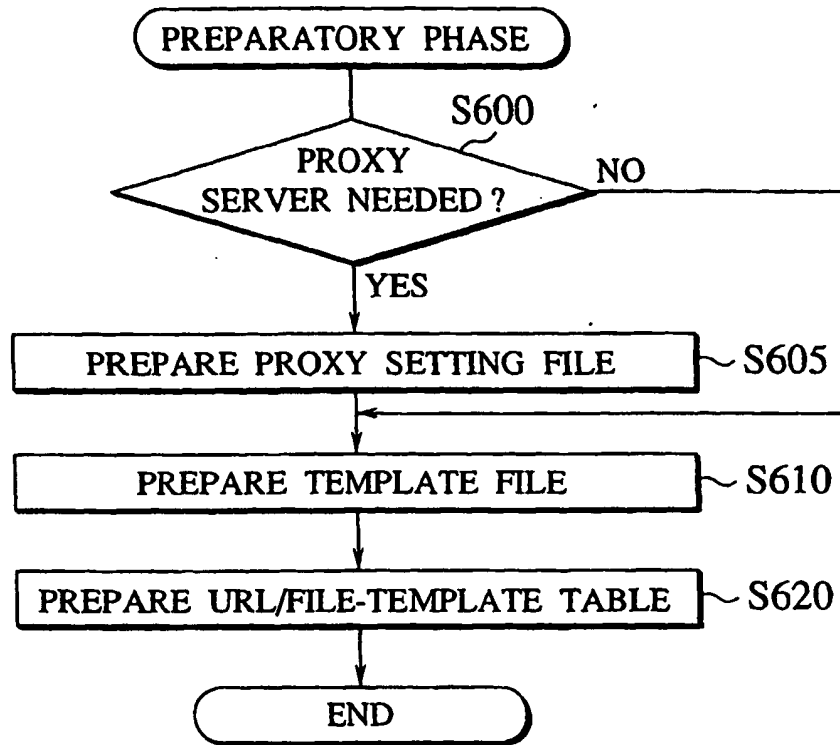 PREPARATORY PHASE
S600
PROXY
SERVER NEEDED ?
NO
YES
PREPARE PROXY SETTING FILE
S605
PREPARE TEMPLATE FILE
S610
PREPARE URL/FILE-TEMPLATE TABLE
S620
END